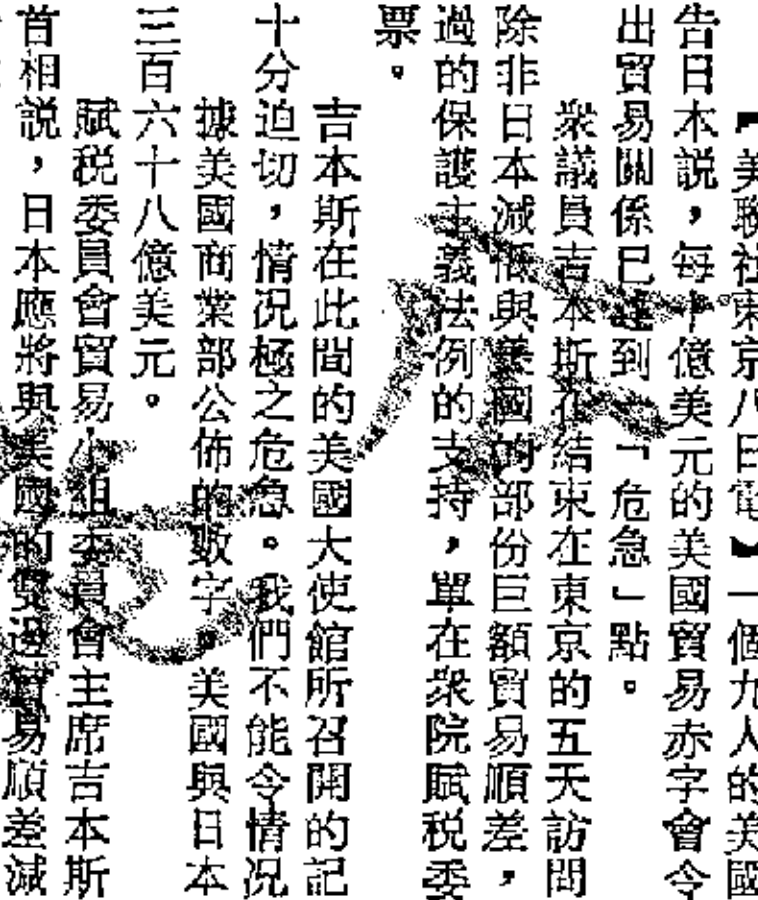 【美聯社東京八日電】一個九人的美國
告日本説，每十億美元的美國貿易赤字會令
出貿易關係已達到「危急」點。
衆議員吉本斯在結束在東京的五天訪問
除非日本減低與美國的部份巨額貿易順差，
過的保護主義法例的支持，單在衆院賦税委
票。
吉本斯在此間的美國大使館所召開的記
十分迫切，情況極之危急。我們不能令情況
據美國商業部公佈的數字，美國與日本
三百六十八億美元。
賦税委員會貿易小組委員會主席吉本斯
首相説，日本應將與美國的雙邊貿易順差減